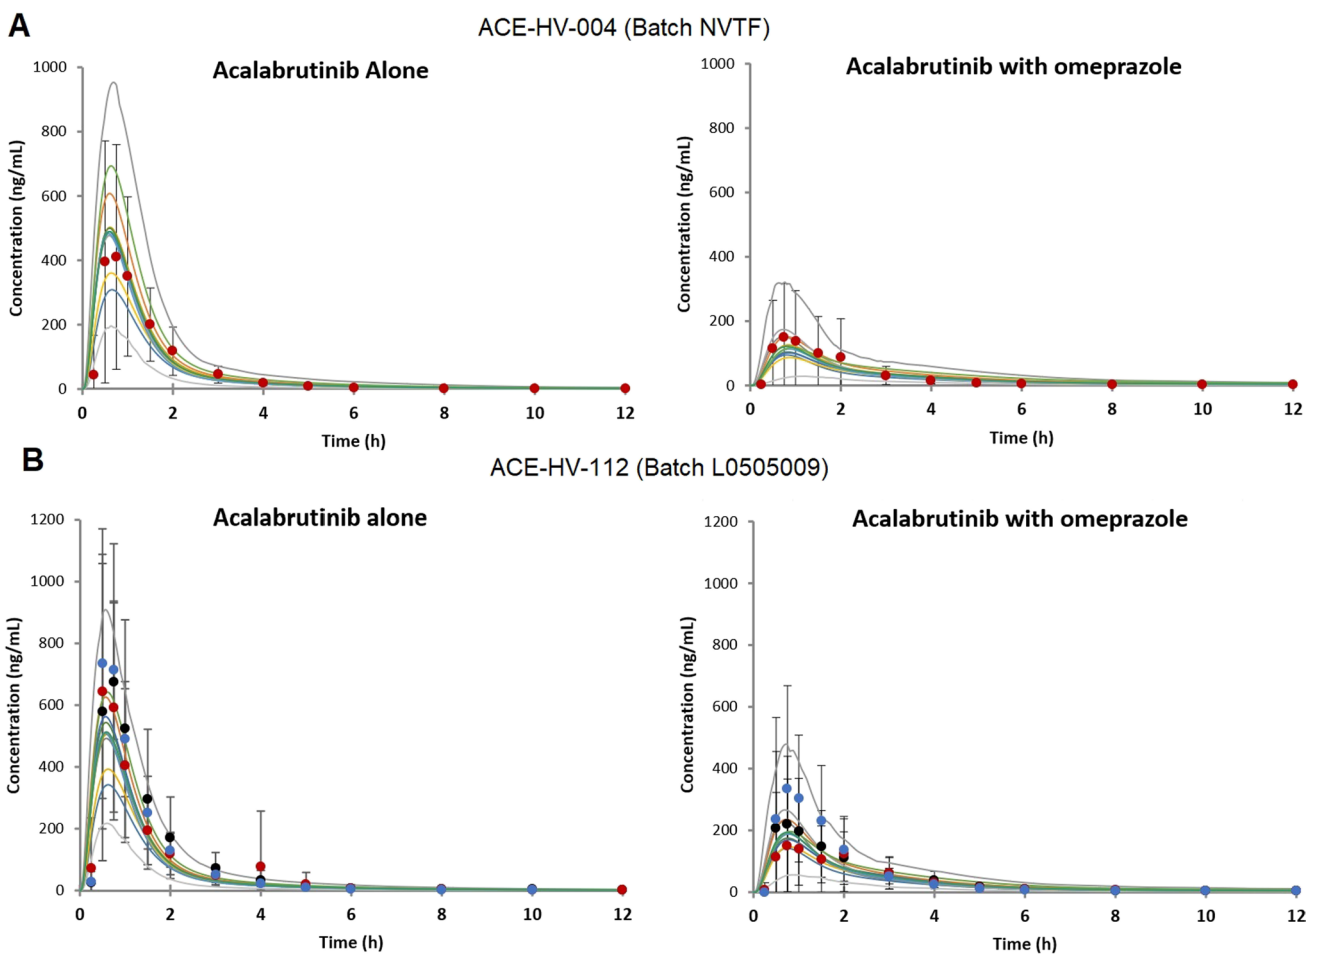 A
ACE-HV-004 (Batch NVTF)
Acalabrutinib Alone
Concentration (ng/mL)
1000
800
600
400
200
0
0 2 4 6 8 10 12
Time (h)
Acalabrutinib with omeprazole
Concentration (ng/mL)
1000
800
600
400
200
0
0 2 4 6 8 10 12
Time (h)
B
ACE-HV-112 (Batch L0505009)
Acalabrutinib alone
Concentration (ng/mL)
1200
1000
800
600
400
200
0
0 2 4 6 8 10 12
Time (h)
Acalabrutinib with omeprazole
Concentration (ng/mL)
1200
1000
800
600
400
200
0
0 2 4 6 8 10 12
Time (h)